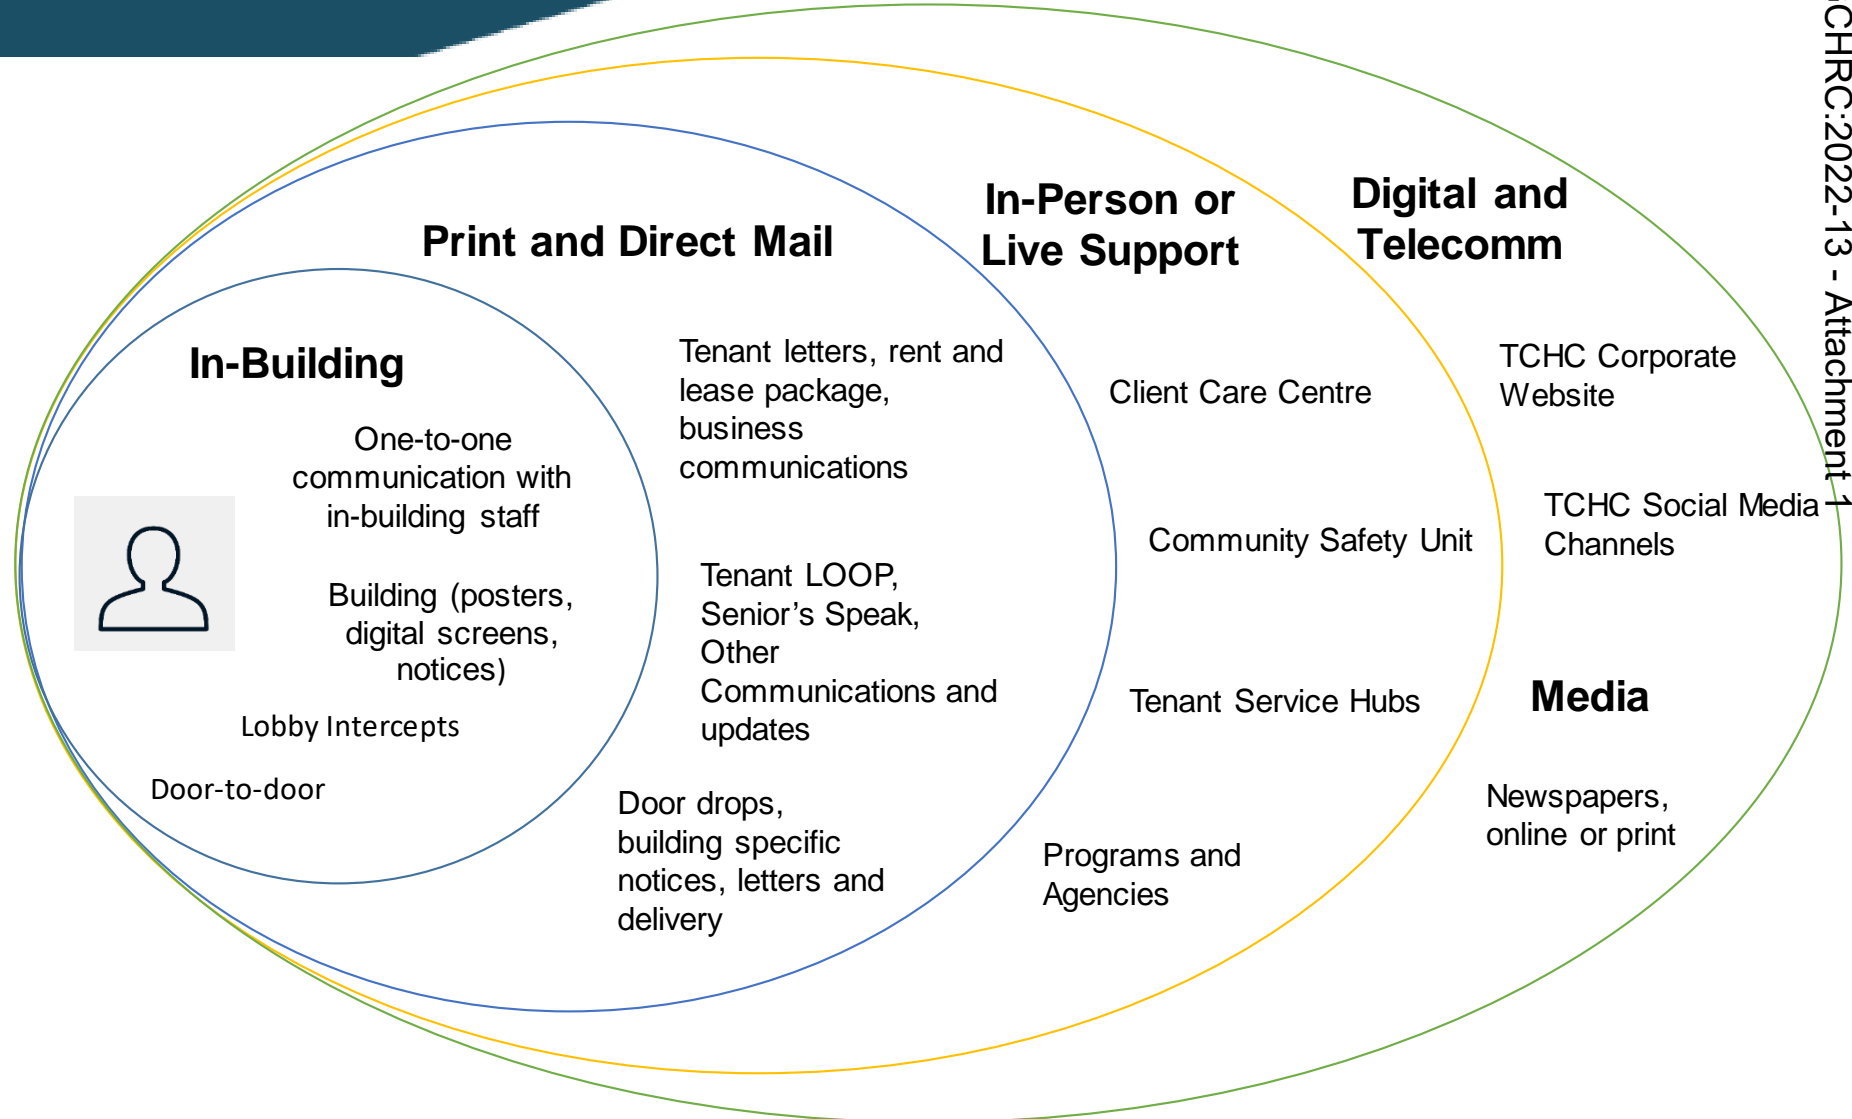 In-Building
One-to-one
communication with
in-building staff
Building (posters,
digital screens,
notices)
Lobby Intercepts
Door-to-door
Print and Direct Mail
Tenant letters, rent and
lease package,
business
communications
Tenant LOOP,
Senior’s Speak,
Other
Communications and
updates
Door drops,
building specific
notices, letters and
delivery
In-Person or
Live Support
Client Care Centre
Community Safety Unit
Tenant Service Hubs
Programs and
Agencies
Digital and
Telecomm
TCHC Corporate
Website
TCHC Social Media
Channels
Media
Newspapers,
online or print
CHRC:2022-13 - Attachment 1